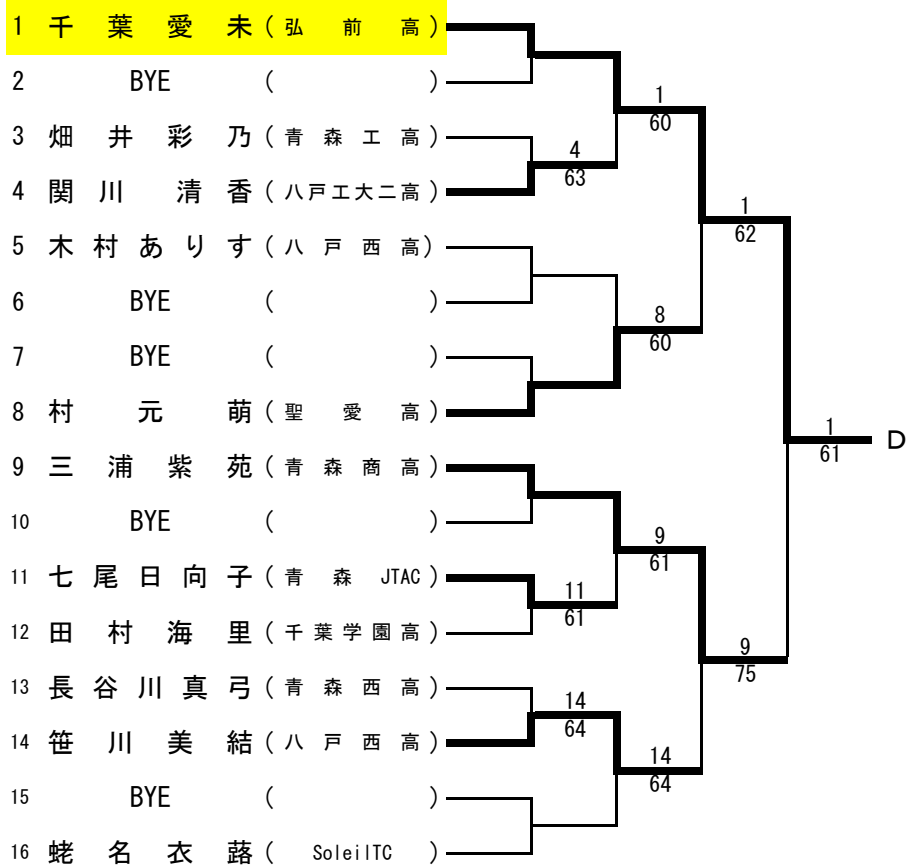 1 千葉愛未 (弘前高)
2 BYE ( )
3 畑井彩乃 (青森工高)
4 関川清香 (八戸工大二高)
5 木村ありす (八戸西高)
6 BYE ( )
7 BYE ( )
8 村元萌 (聖愛高)
9 三浦紫苑 (青森商高)
10 BYE ( )
11 七尾日向子 (青森JTAC)
12 田村海里 (千葉学園高)
13 長谷川真弓 (青森西高)
14 笹川美結 (八戸西高)
15 BYE ( )
16 蛯名衣蕗 (SoleilTC)
4
63
11
61
14
64
1
60
8
60
9
61
14
64
1
62
9
75
1
61
D